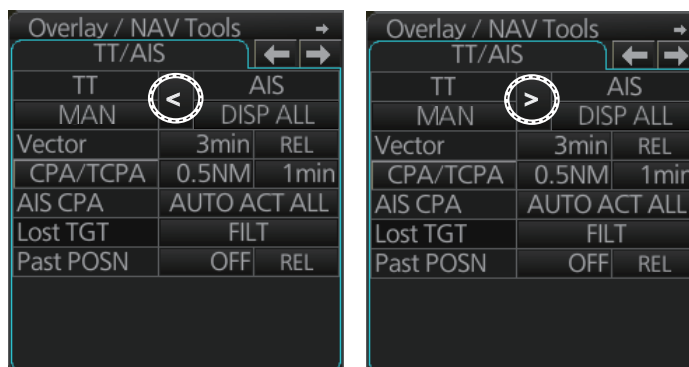 Overlay / NAV Tools →
TT/AIS ← →
TT < AIS
MAN DISP ALL
Vector 3min REL
CPA/TCPA 0.5NM 1min
AIS CPA AUTO ACT ALL
Lost TGT FILT
Past POSN OFF REL
Overlay / NAV Tools →
TT/AIS ← →
TT > AIS
MAN DISP ALL
Vector 3min REL
CPA/TCPA 0.5NM 1min
AIS CPA AUTO ACT ALL
Lost TGT FILT
Past POSN OFF REL